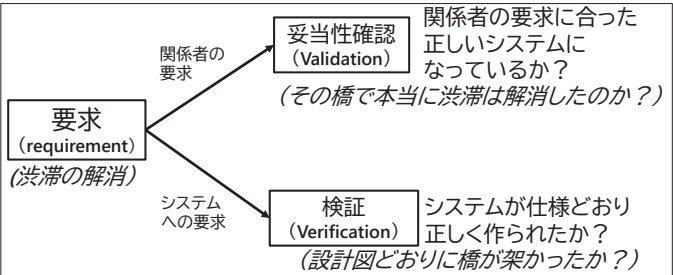 関係者の
要求
妥当性確認
（Validation）
関係者の要求に合った
正しいシステムに
なっているか？
（その橋で本当に渋滞は解消したのか？）
要求
（requirement）
(渋滞の解消）
システム
への要求
検証
（Verification）
システムが仕様どおり
正しく作られたか？
（設計図どおりに橋が架かったか？）